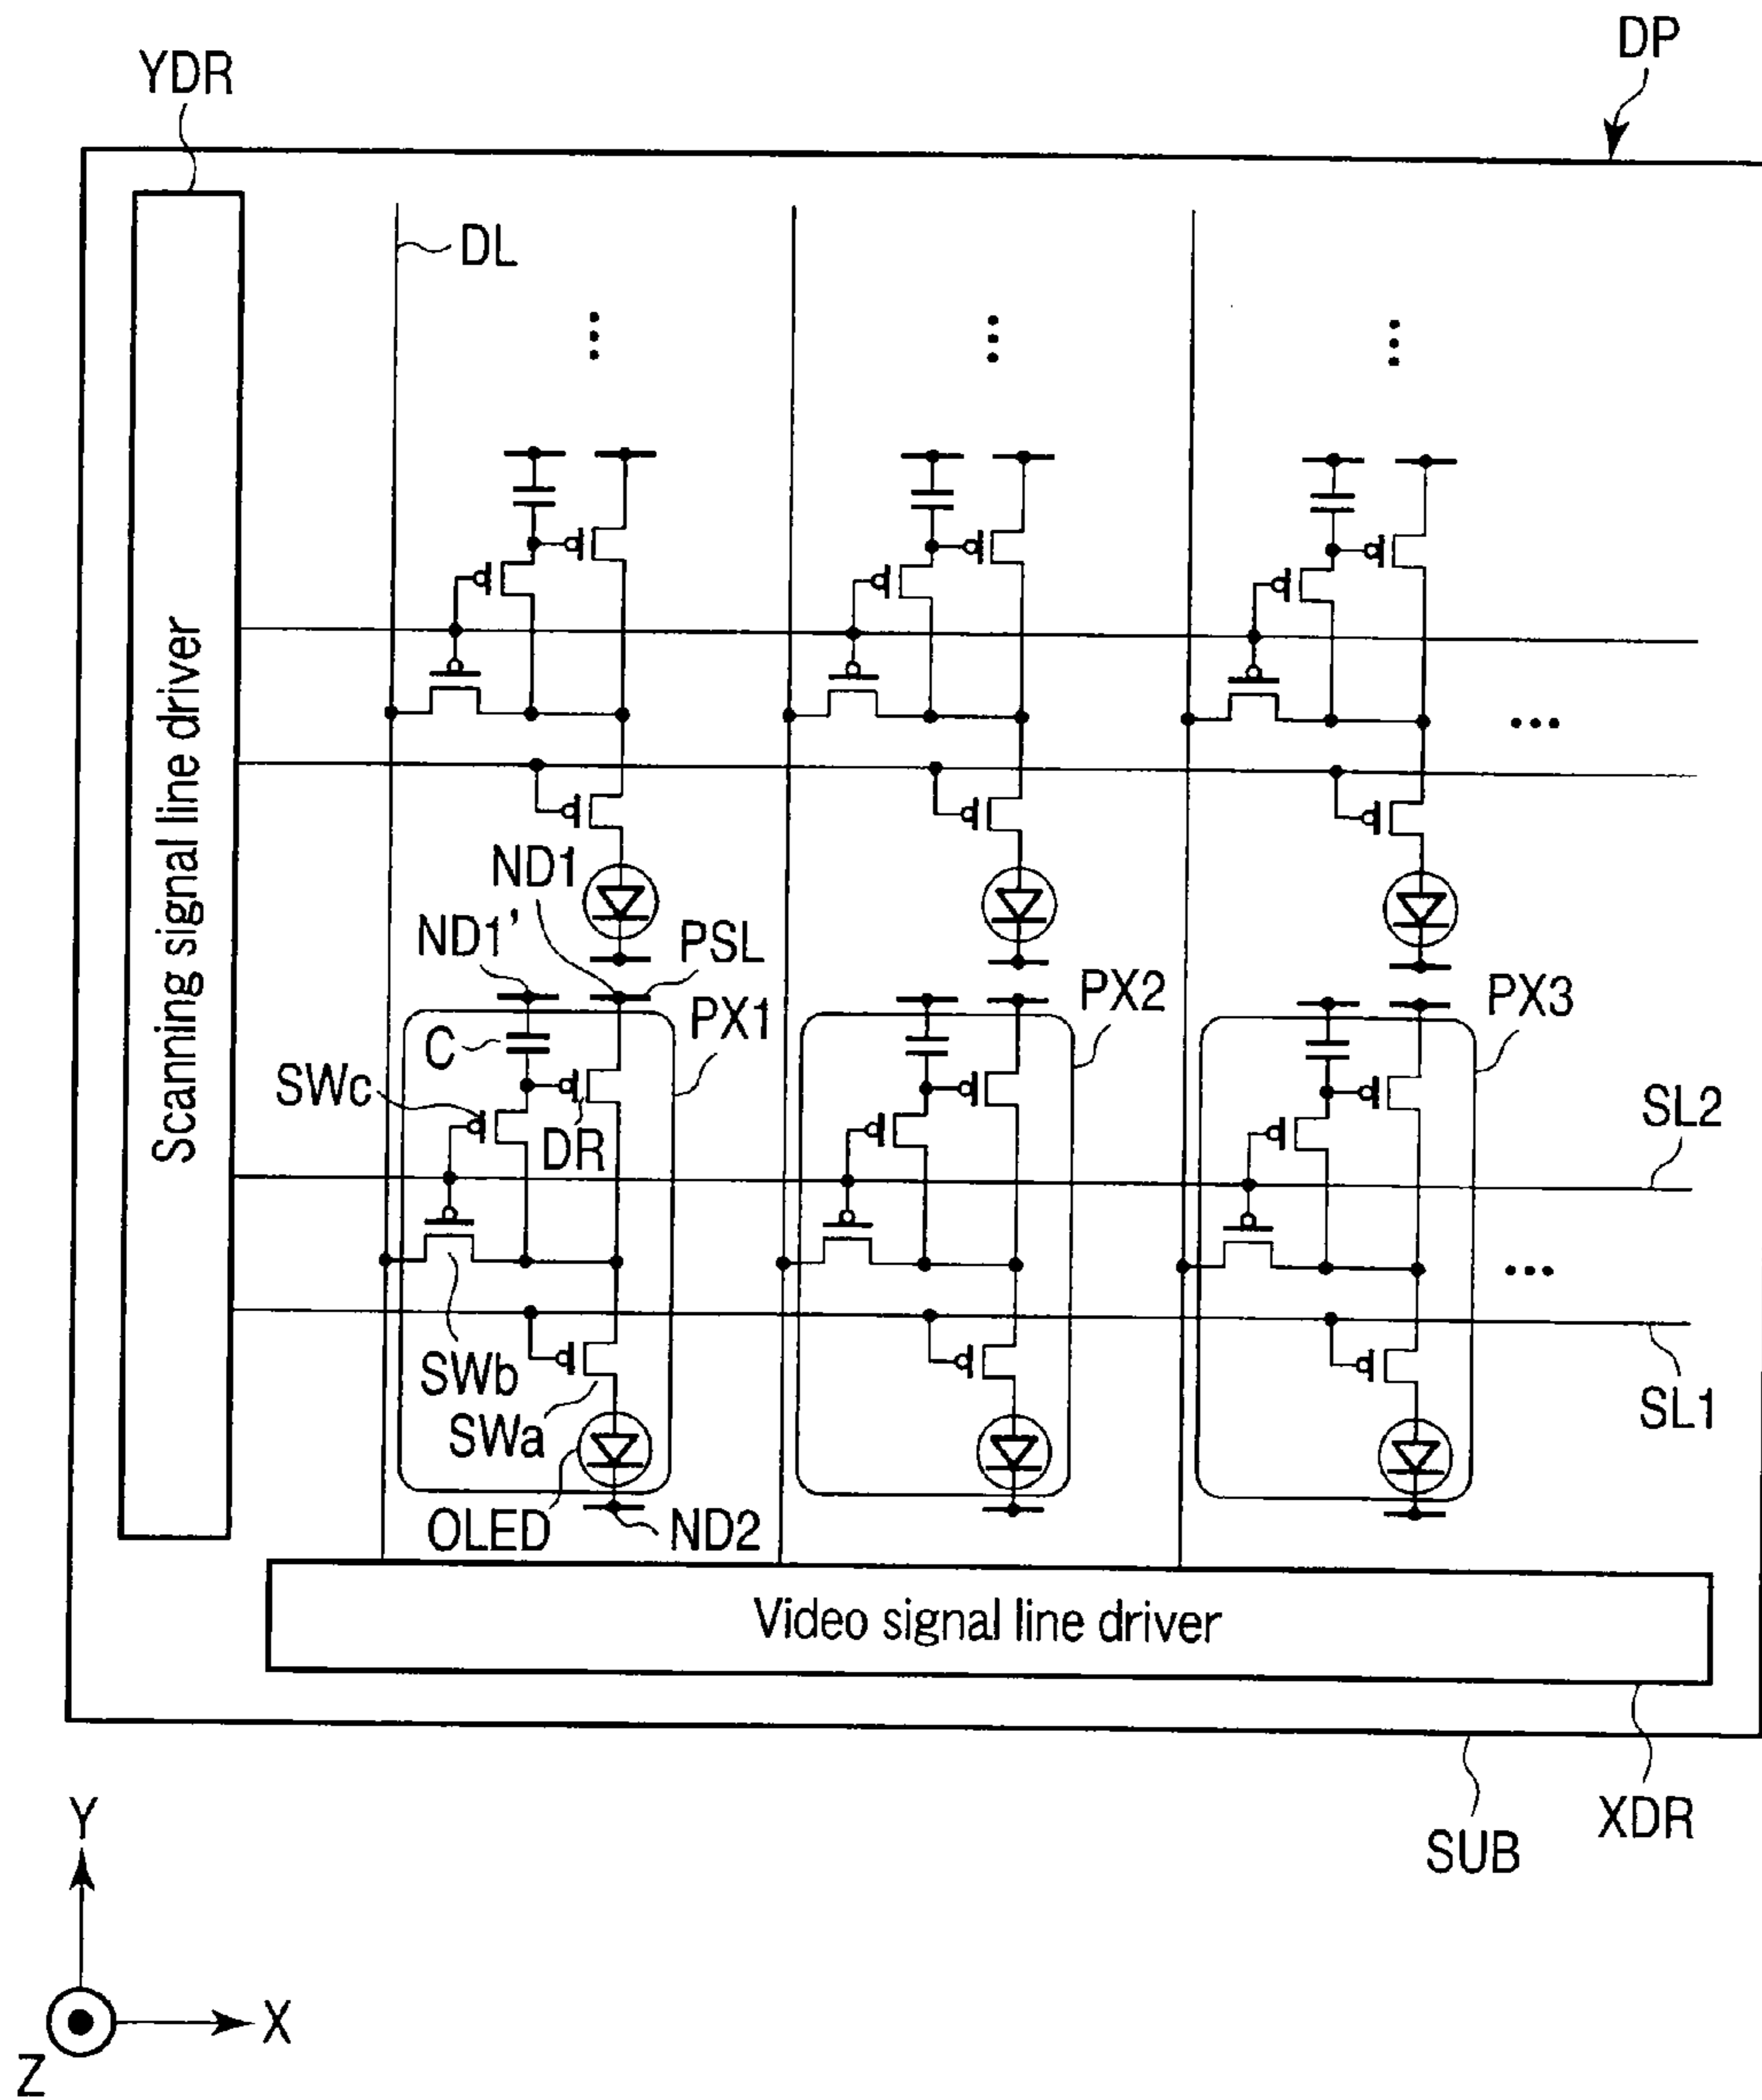 DP
YDR
DL
Scanning signal line driver
ND1
ND1'
PSL
PX1
PX2
PX3
C
SWc
DR
SL2
SWb
SWa
SL1
OLED
ND2
Video signal line driver
XDR
SUB
Y
X
Z